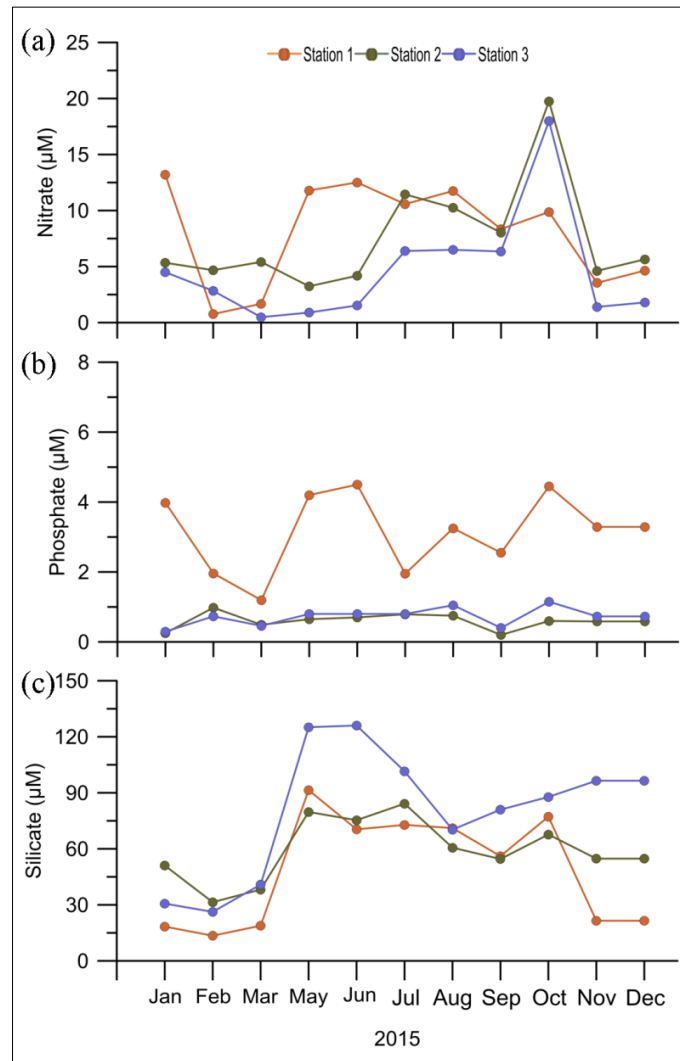 (a)
25
20
15
10
5
0
Nitrate (µM)
Station 1 Station 2 Station 3
(b)
8
6
4
2
0
Phosphate (µM)
(c)
150
120
90
60
30
0
Silicate (µM)
Jan Feb Mar May Jun Jul Aug Sep Oct Nov Dec
2015